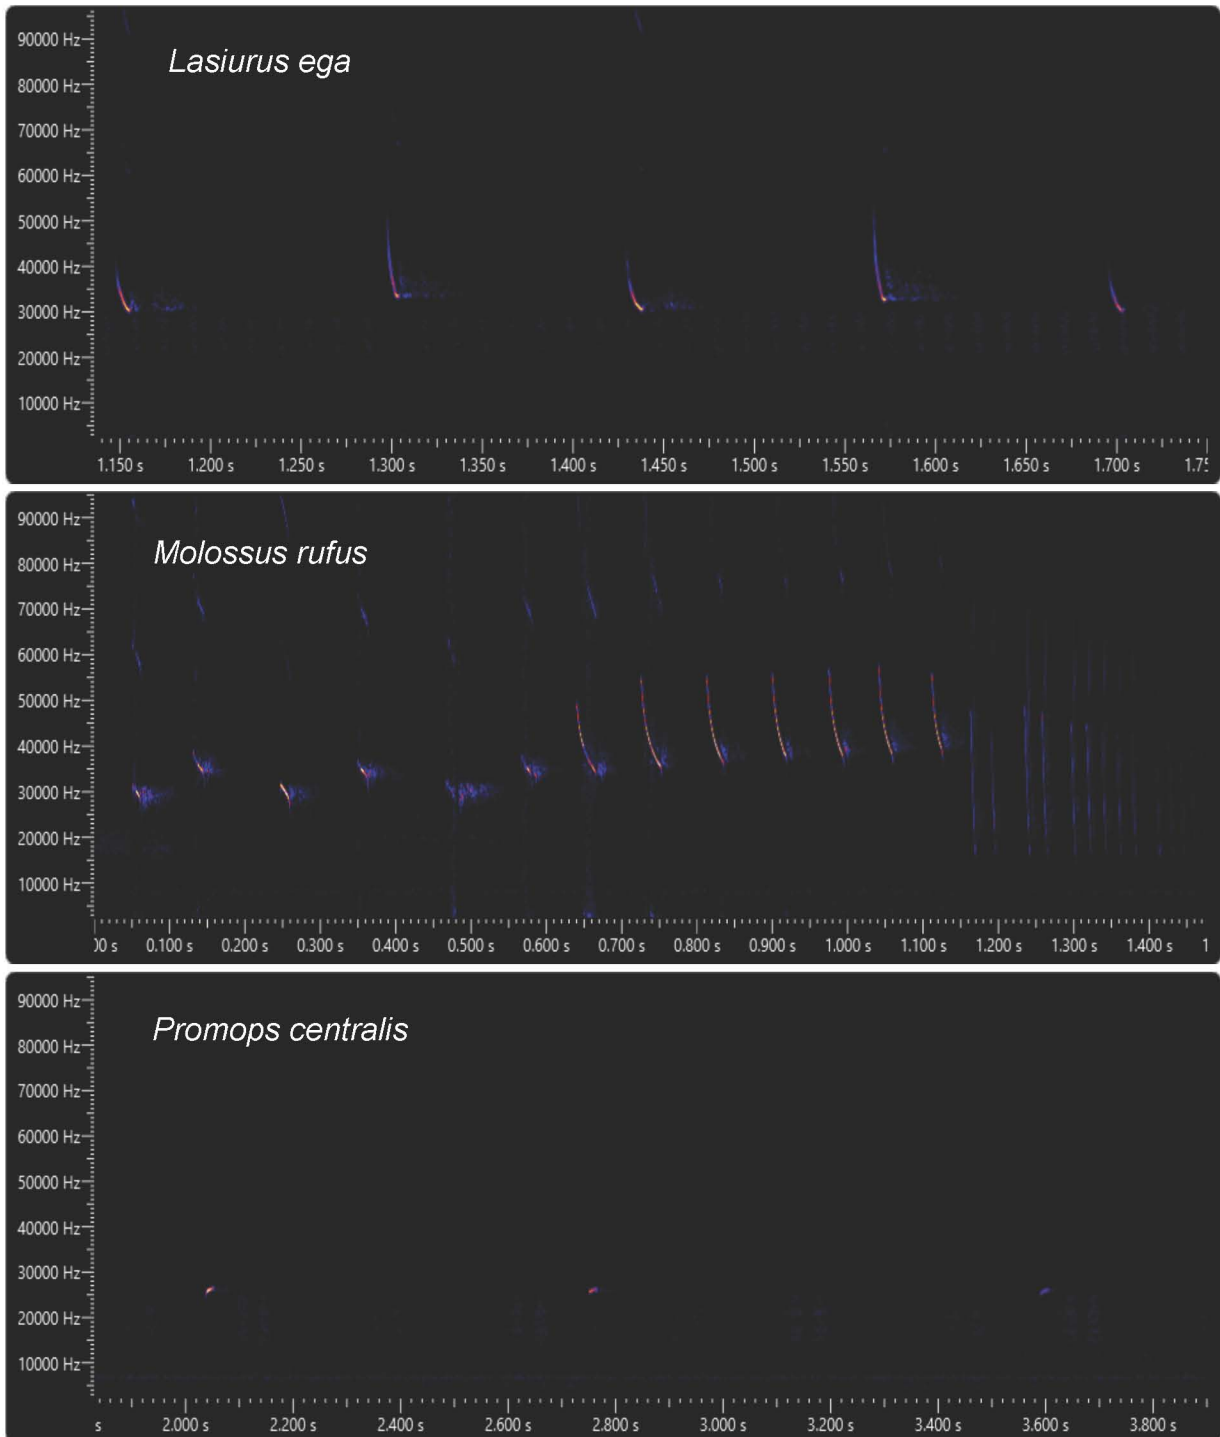 90000 Hz
Lasiurus ega
80000 Hz
70000 Hz
60000 Hz
50000 Hz
40000 Hz
30000 Hz
20000 Hz
10000 Hz
1.150 s 1.200 s 1.250 s 1.300 s 1.350 s 1.400 s 1.450 s 1.500 s 1.550 s 1.600 s 1.650 s 1.700 s
90000 Hz
Molossus rufus
80000 Hz
70000 Hz
60000 Hz
50000 Hz
40000 Hz
30000 Hz
20000 Hz
10000 Hz
00 s 0.100 s 0.200 s 0.300 s 0.400 s 0.500 s 0.600 s 0.700 s 0.800 s 0.900 s 1.000 s 1.100 s 1.200 s 1.300 s 1.400 s 1
90000 Hz
Promops centralis
80000 Hz
70000 Hz
60000 Hz
50000 Hz
40000 Hz
30000 Hz
20000 Hz
10000 Hz
s 2.000 s 2.200 s 2.400 s 2.600 s 2.800 s 3.000 s 3.200 s 3.400 s 3.600 s 3.800 s